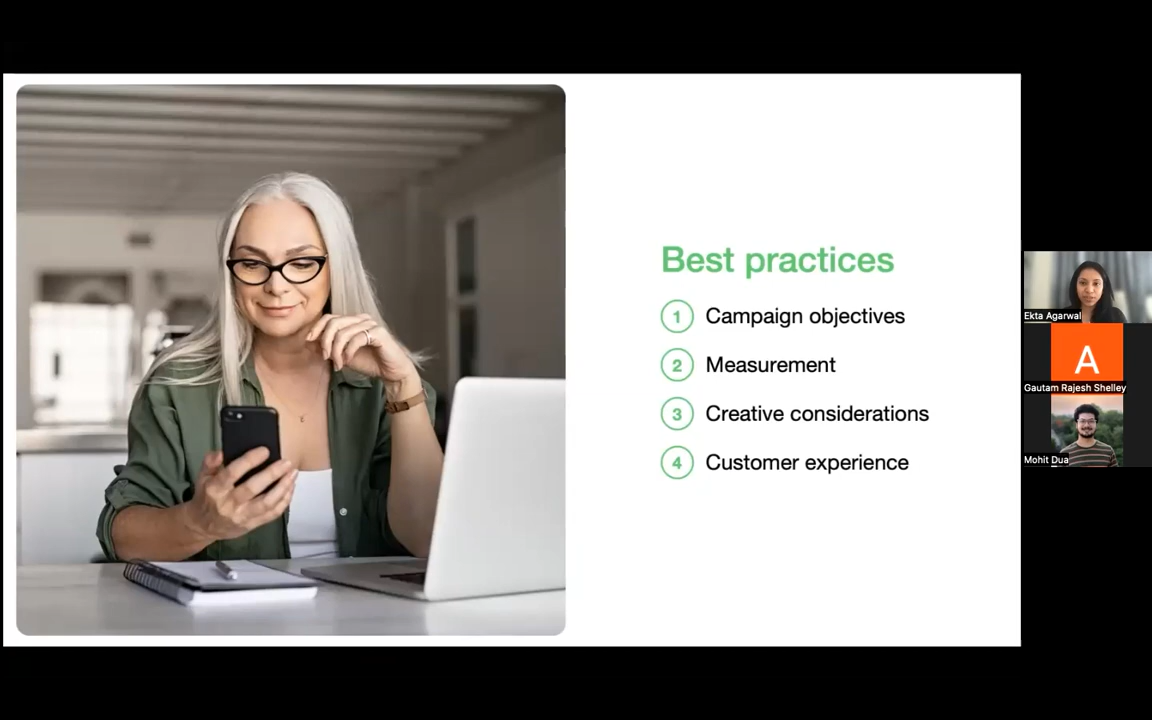 Best practices
1 Campaign objectives
2 Measurement
3 Creative considerations
4 Customer experience
Ekta Agarwal
A
Gautam Rajesh Shelley
Mohit Dua